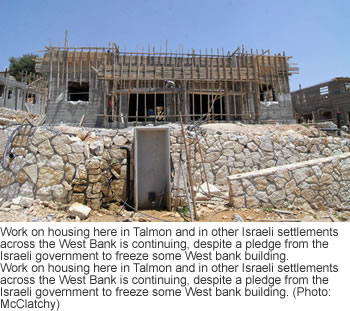 Work on housing here in Talmon and in other Israeli settlements
across the West Bank is continuing, despite a pledge from the
Israeli government to freeze some West bank building.
Work on housing here in Talmon and in other Israeli settlements
across the West Bank is continuing, despite a pledge from the
Israeli government to freeze some West bank building. (Photo:
McClatchy)